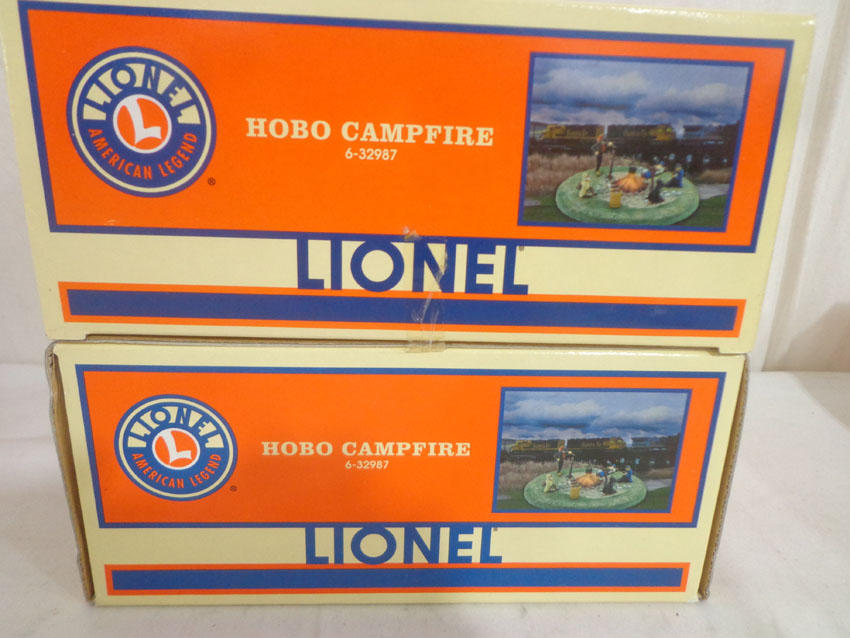 LIONEL
AMERICAN LEGEND
®
HOBO CAMPFIRE
6-32987
LIONEL
LIONEL
AMERICAN LEGEND
®
HOBO CAMPFIRE
6-32987
LIONEL